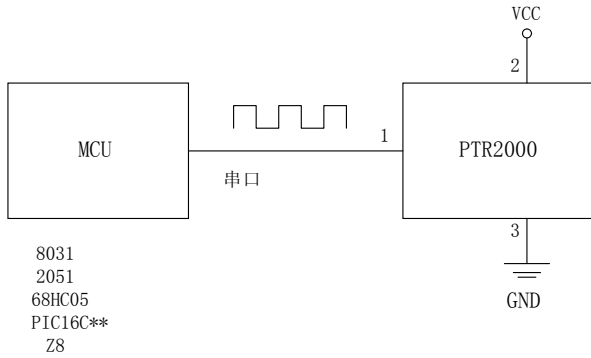 VCC
2
MCU
1
PTR2000
串口
3
GND
8031
2051
68HC05
PIC16C**
Z8